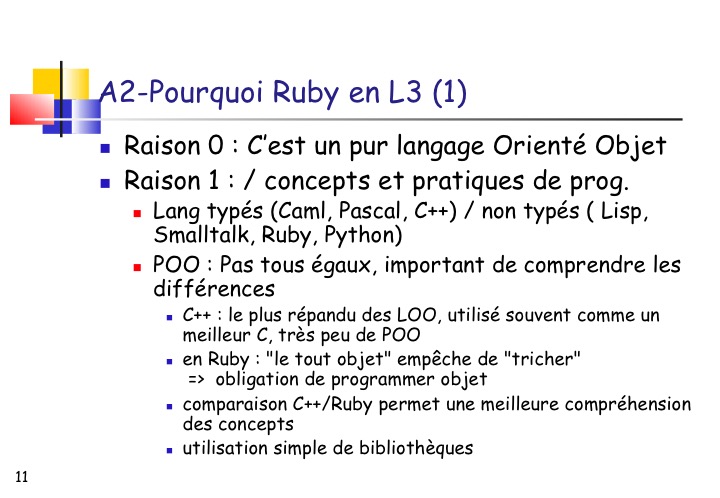 A2-Pourquoi Ruby en L3 (1)
Raison 0 : C'est un pur langage Orienté Objet
Raison 1 : / concepts et pratiques de prog.
Lang typés (Caml, Pascal, C++) / non typés ( Lisp,
Smalltalk, Ruby, Python)
POO : Pas tous égaux, important de comprendre les
différences
C++ : le plus répandu des LOO, utilisé souvent comme un
meilleur C, très peu de POO
en Ruby : "le tout objet" empêche de "tricher"
=> obligation de programmer objet
comparaison C++/Ruby permet une meilleure compréhension
des concepts
utilisation simple de bibliothèques
11